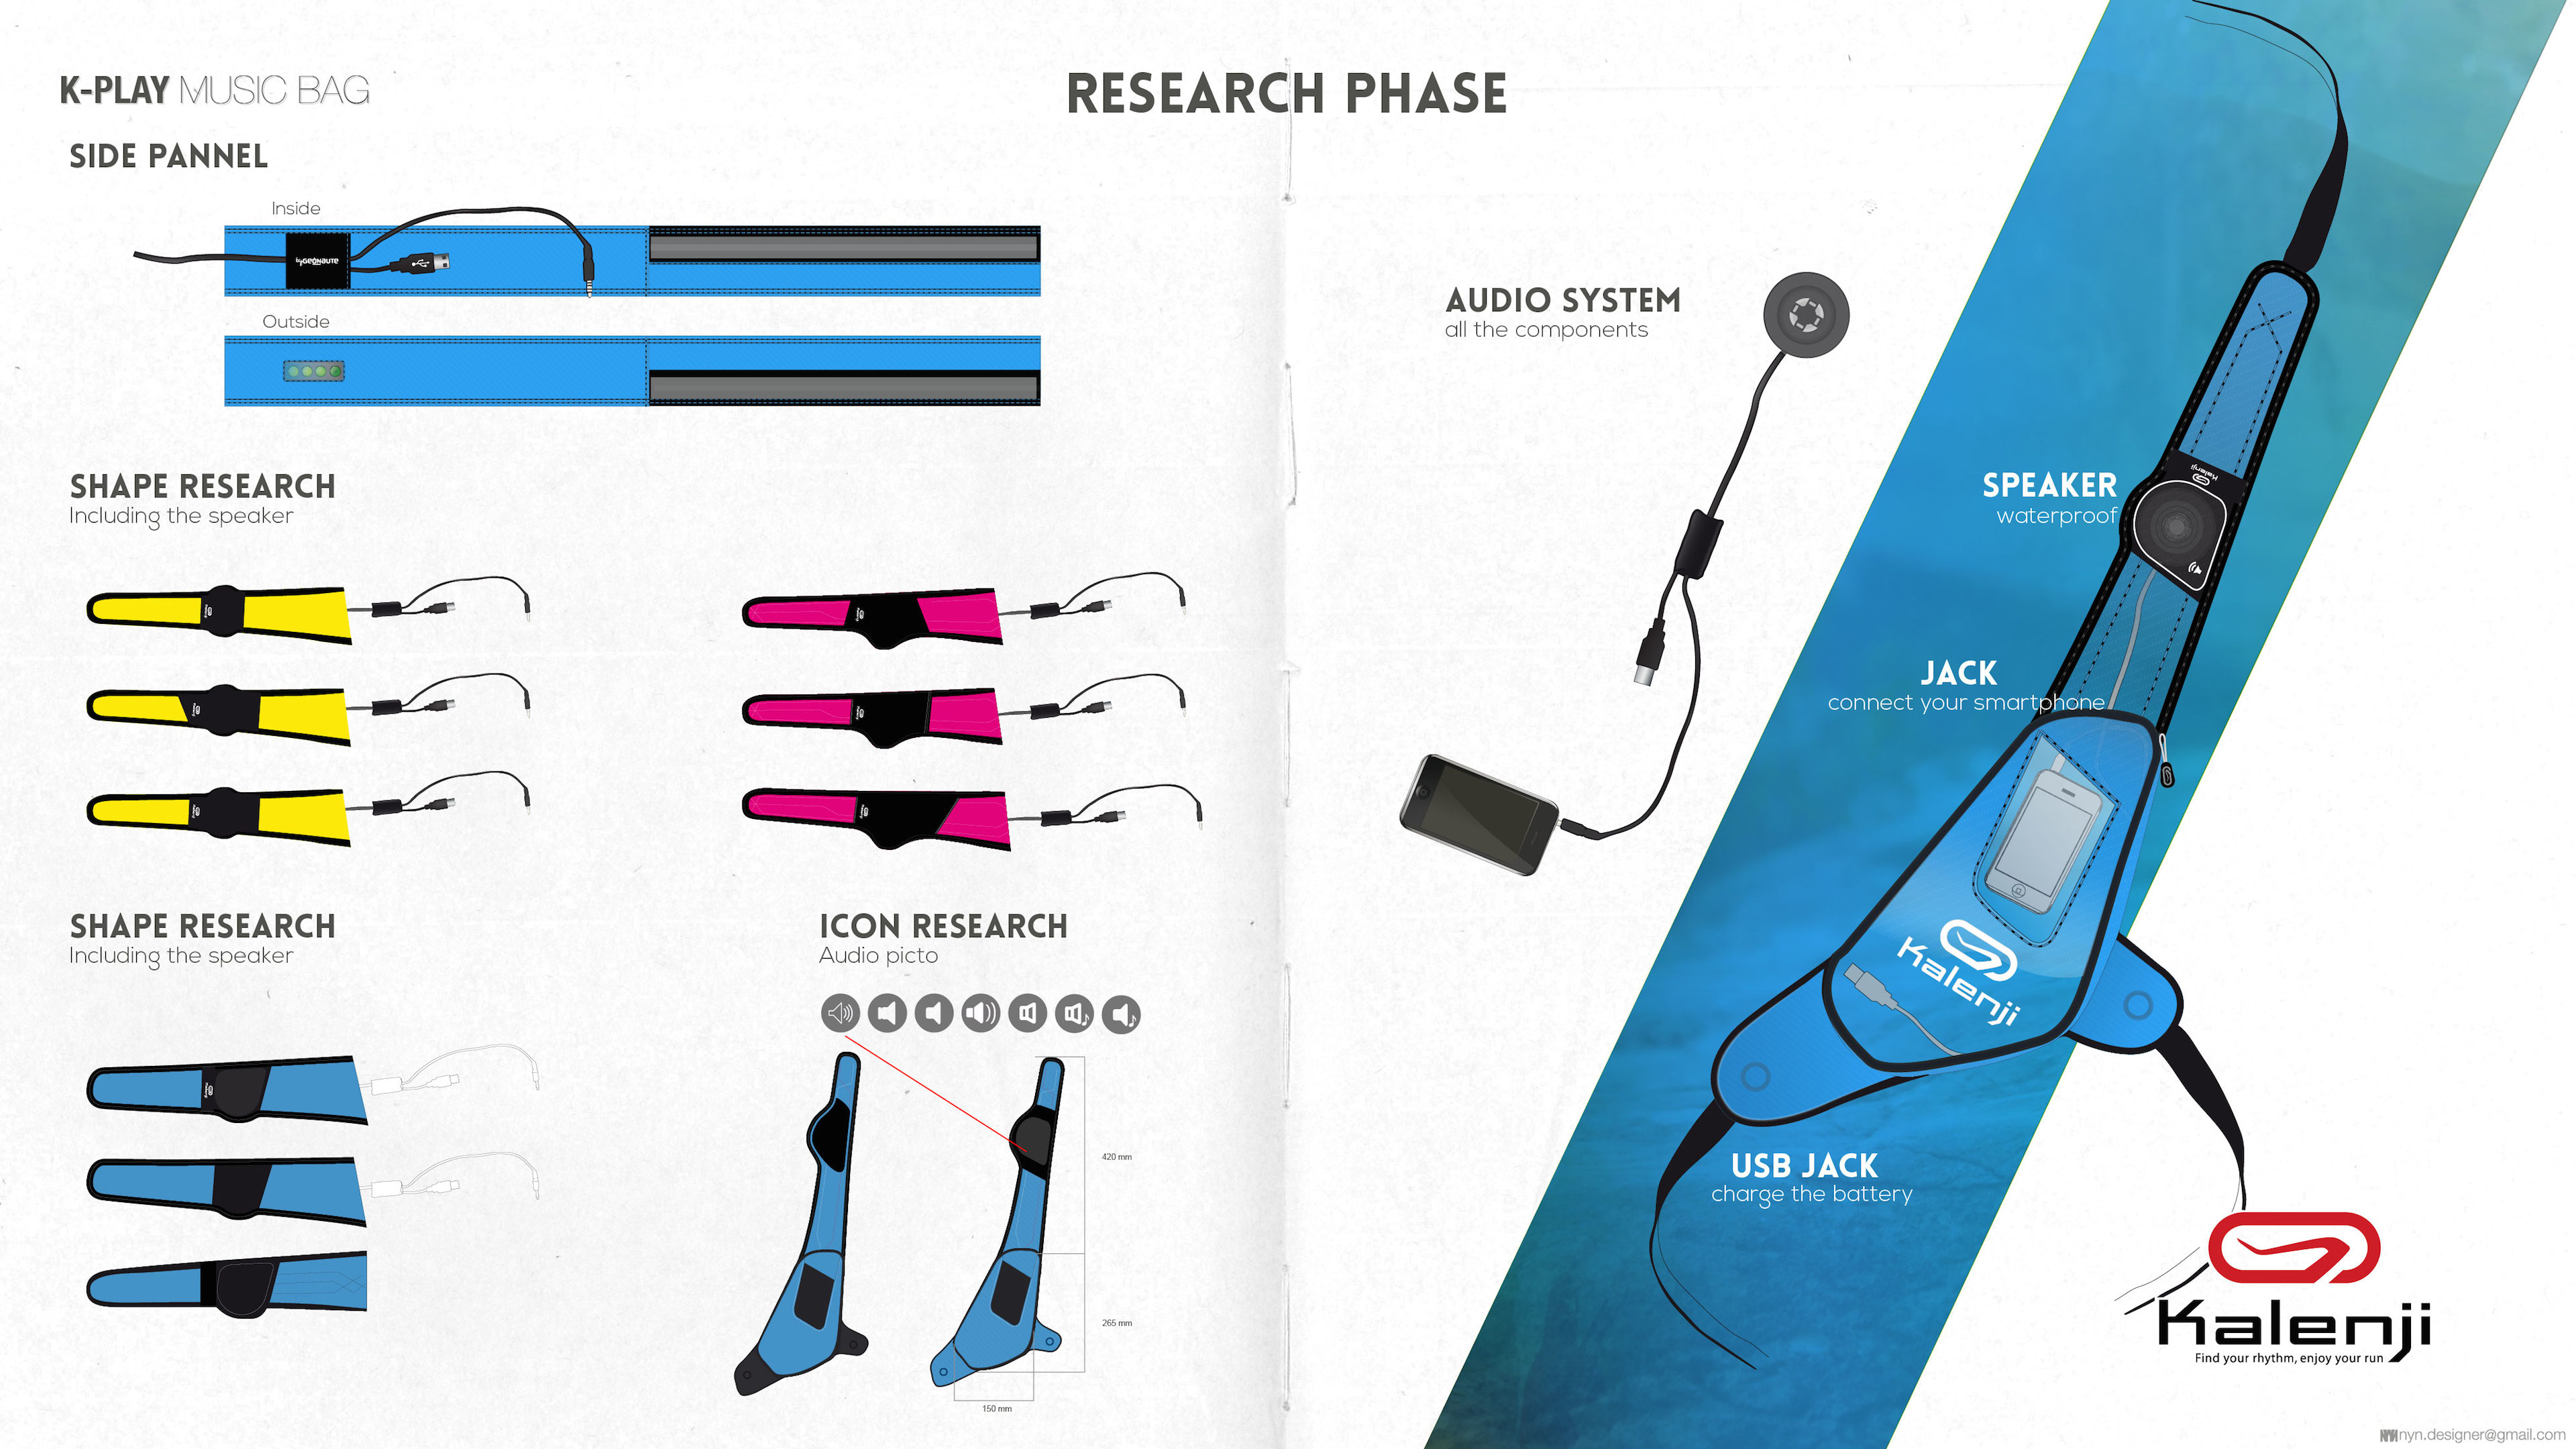 K-PLAY MUSIC BAG
RESEARCH PHASE
SIDE PANNEL
Inside
by GEONAUTE
Outside
SHAPE RESEARCH
Including the speaker
SHAPE RESEARCH
Including the speaker
ICON RESEARCH
Audio picto
420 mm
265 mm
150 mm
AUDIO SYSTEM
all the components
SPEAKER
waterproof
Kalenji
JACK
connect your smartphone
Kalenji
USB JACK
charge the battery
Kalenji
Find your rhythm, enjoy your run
nyn.designer@gmail.com